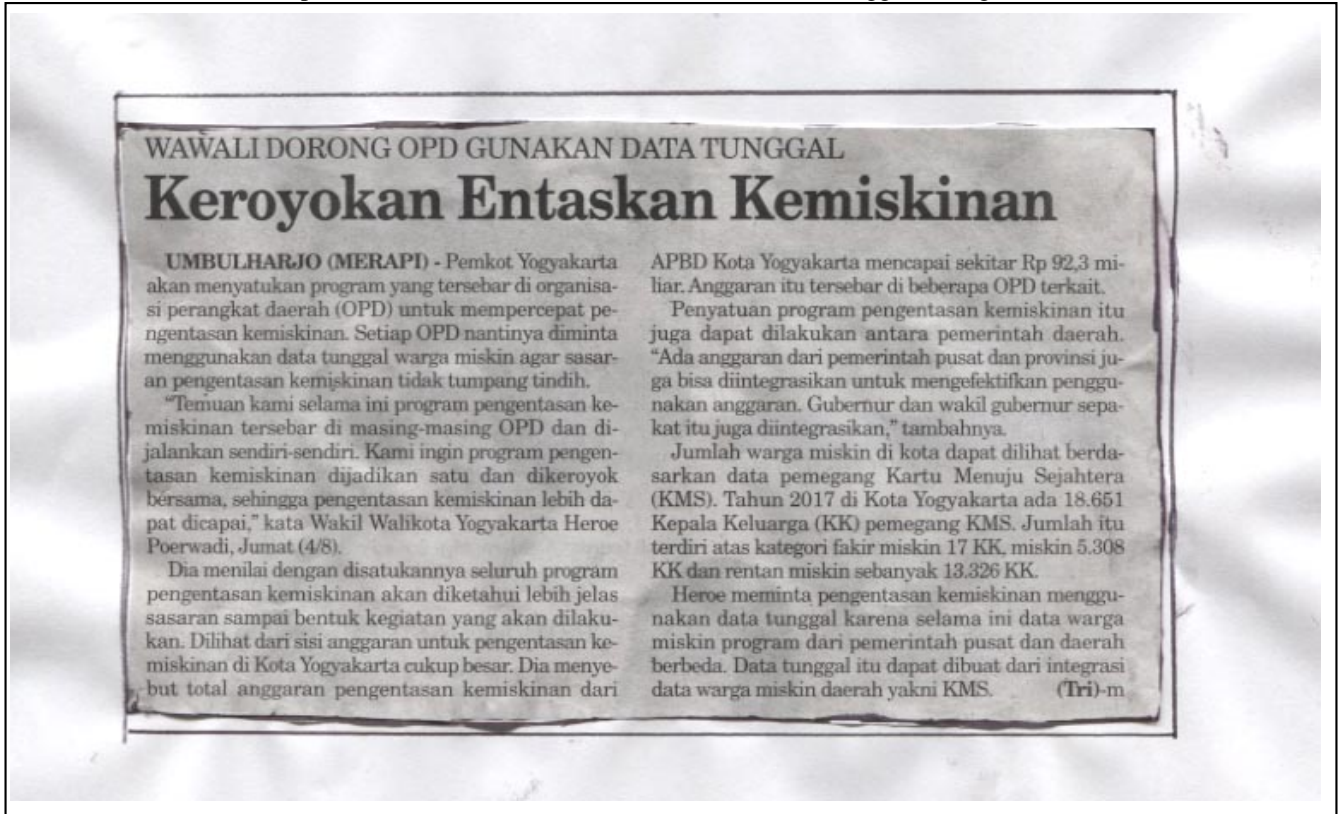 WAWALI DORONG OPD GUNAKAN DATA TUNGGAL
Keroyokan Entaskan Kemiskinan
UMBULHARJO (MERAPI) - Pemkot Yogyakarta
akan menyatukan program yang tersebar di organisa-
si perangkat daerah (OPD) untuk mempercepat pe-
ngentasan kemiskinan. Setiap OPD nantinya diminta
menggunakan data tunggal warga miskin agar sasar-
an pengentasan kemiskinan tidak tumpang tindih.
“Temuan kami selama ini program pengentasan ke-
miskinan tersebar di masing-masing OPD dan di-
jalankan sendiri-sendiri. Kami ingin program pengen-
tasan kemiskinan dijadikan satu dan dikeroyok
bersama, sehingga pengentasan kemiskinan lebih da-
pat dicapai,” kata Wakil Walikota Yogyakarta Heroe
Poerwadi, Jumat (4/8).
Dia menilai dengan disatukannya seluruh program
pengentasan kemiskinan akan diketahui lebih jelas
sasaran sampai bentuk kegiatan yang akan dilaku-
kan. Dilihat dari sisi anggaran untuk pengentasan ke-
miskinan di Kota Yogyakarta cukup besar. Dia menye-
but total anggaran pengentasan kemiskinan dari
APBD Kota Yogyakarta mencapai sekitar Rp 92,3 mi-
liar. Anggaran itu tersebar di beberapa OPD terkait.
Penyatuan program pengentasan kemiskinan itu
juga dapat dilakukan antara pemerintah daerah.
“Ada anggaran dari pemerintah pusat dan provinsi ju-
ga bisa diintegrasikan untuk mengefektifkan penggu-
nakan anggaran. Gubernur dan wakil gubernur sepa-
kat itu juga diintegrasikan,” tambahnya.
Jumlah warga miskin di kota dapat dilihat berda-
sarkan data pemegang Kartu Menuju Sejahtera
(KMS). Tahun 2017 di Kota Yogyakarta ada 18.651
Kepala Keluarga (KK) pemegang KMS. Jumlah itu
terdiri atas kategori fakir miskin 17 KK, miskin 5.308
KK dan rentan miskin sebanyak 13.326 KK.
Heroe meminta pengentasan kemiskinan menggu-
nakan data tunggal karena selama ini data warga
miskin program dari pemerintah pusat dan daerah
berbeda. Data tunggal itu dapat dibuat dari integrasi
data warga miskin daerah yakni KMS. (Tri)-m